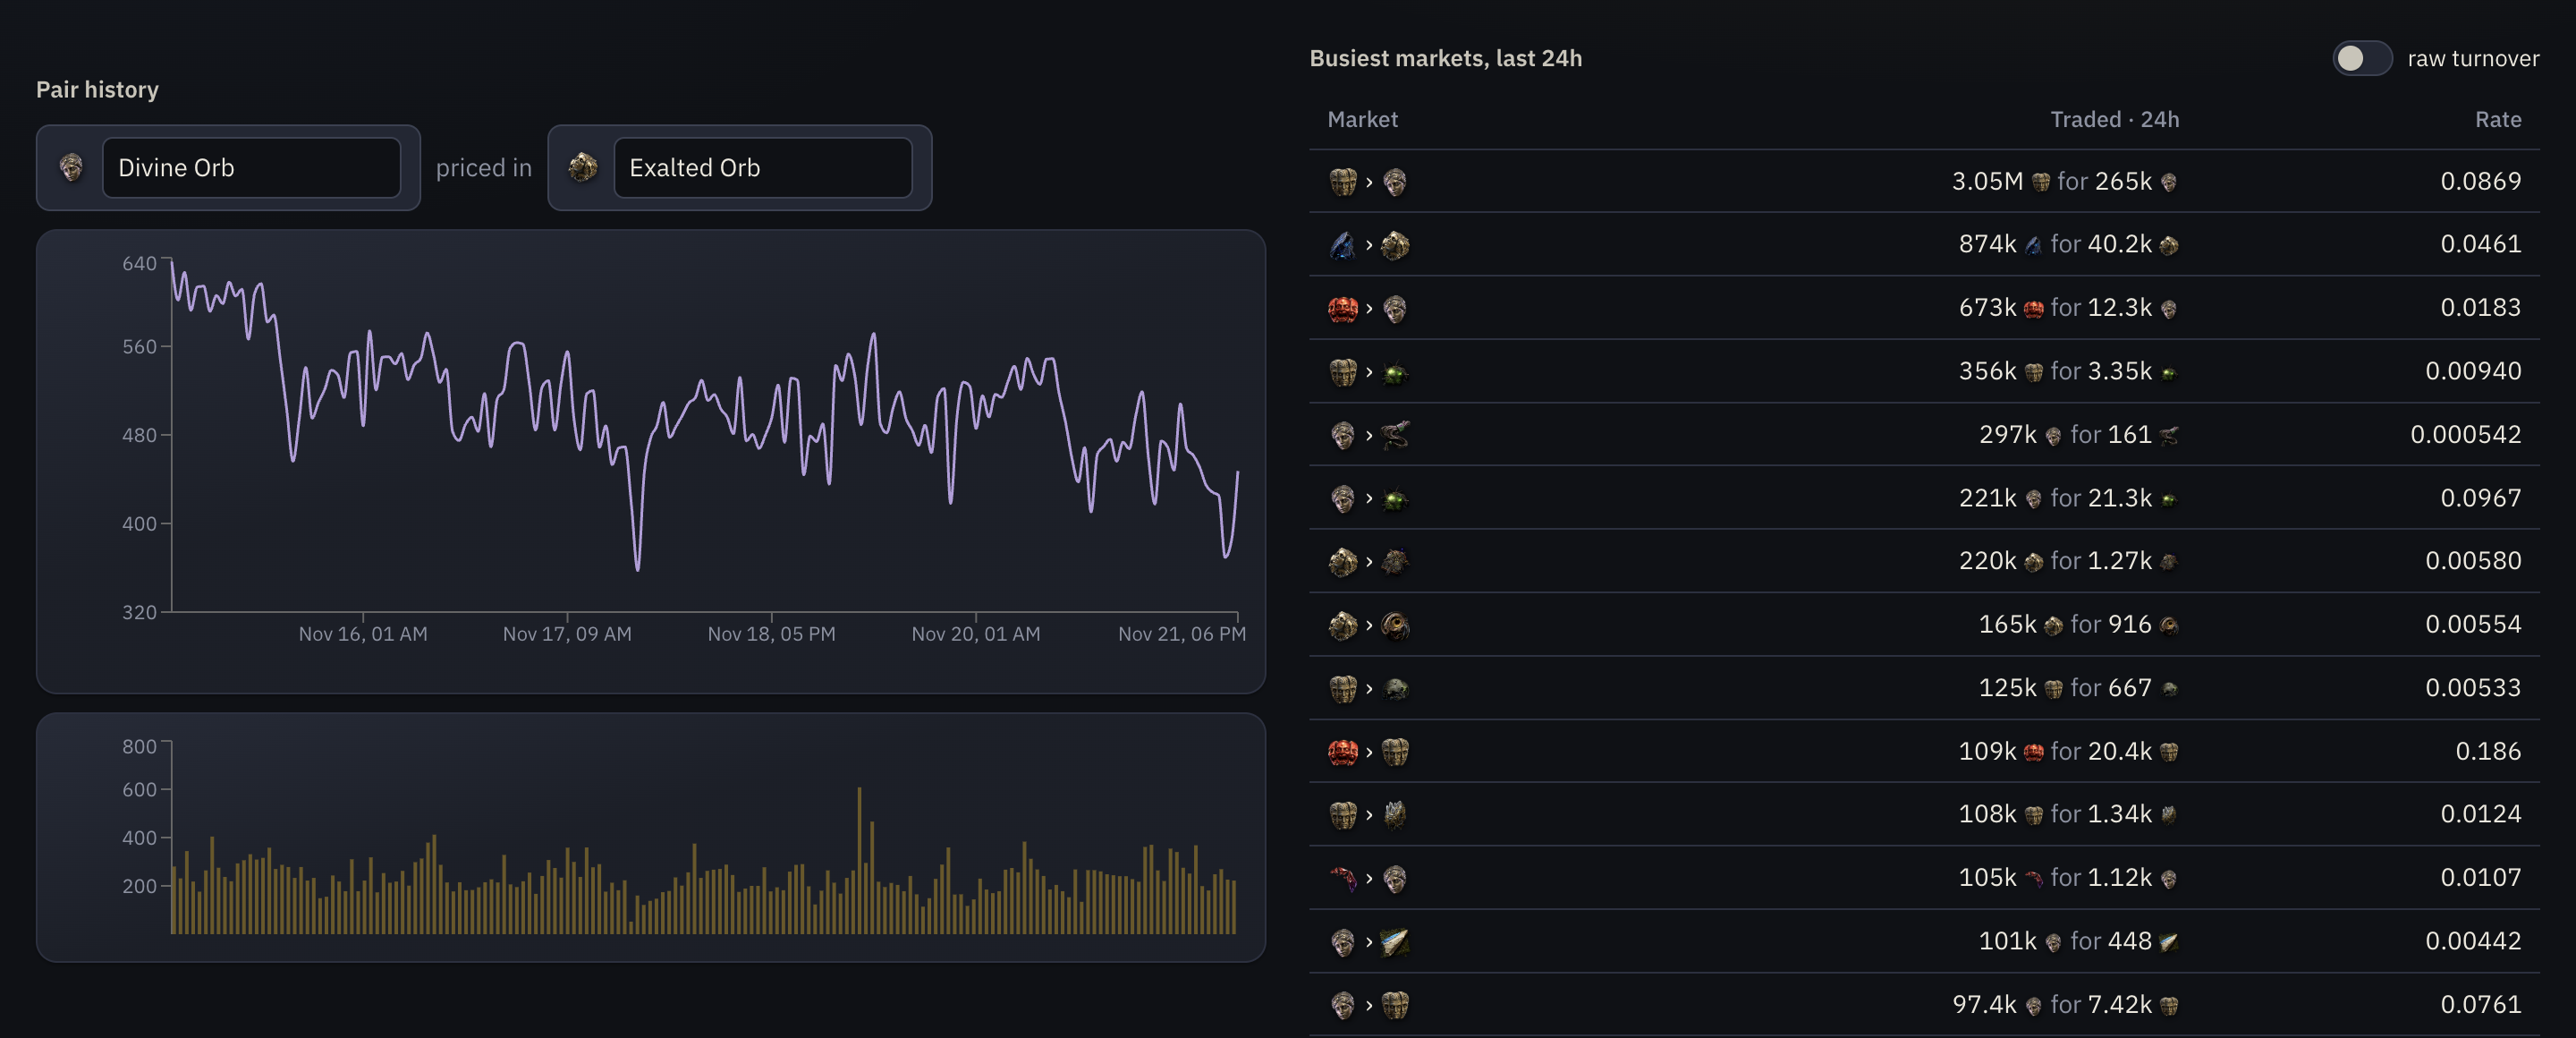 Pair history
Divine Orb priced in Exalted Orb
640
560
480
400
320
Nov 16, 01 AM Nov 17, 09 AM Nov 18, 05 PM Nov 20, 01 AM Nov 21, 06 PM
800
600
400
200
Busiest markets, last 24h raw turnover
Market Traded · 24h Rate
› 3.05M for 265k 0.0869
› 874k for 40.2k 0.0461
› 673k for 12.3k 0.0183
› 356k for 3.35k 0.00940
› 297k for 161 0.000542
› 221k for 21.3k 0.0967
› 220k for 1.27k 0.00580
› 165k for 916 0.00554
› 125k for 667 0.00533
› 109k for 20.4k 0.186
› 108k for 1.34k 0.0124
› 105k for 1.12k 0.0107
› 101k for 448 0.00442
› 97.4k for 7.42k 0.0761